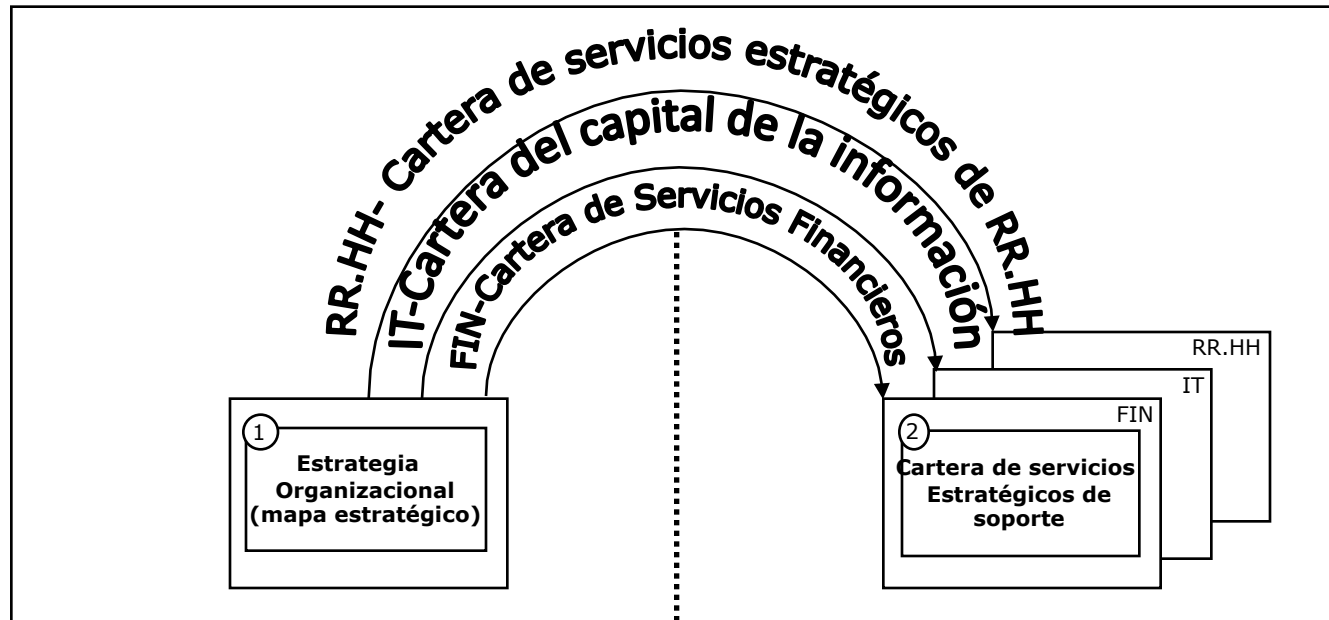 RR.HH- Cartera de servicios estratégicos de RR.HH
IT-Cartera del capital de la información
FIN-Cartera de Servicios Financieros
1
Estrategia
Organizacional
(mapa estratégico)
RR.HH
IT
FIN
2
Cartera de servicios
Estratégicos de
soporte